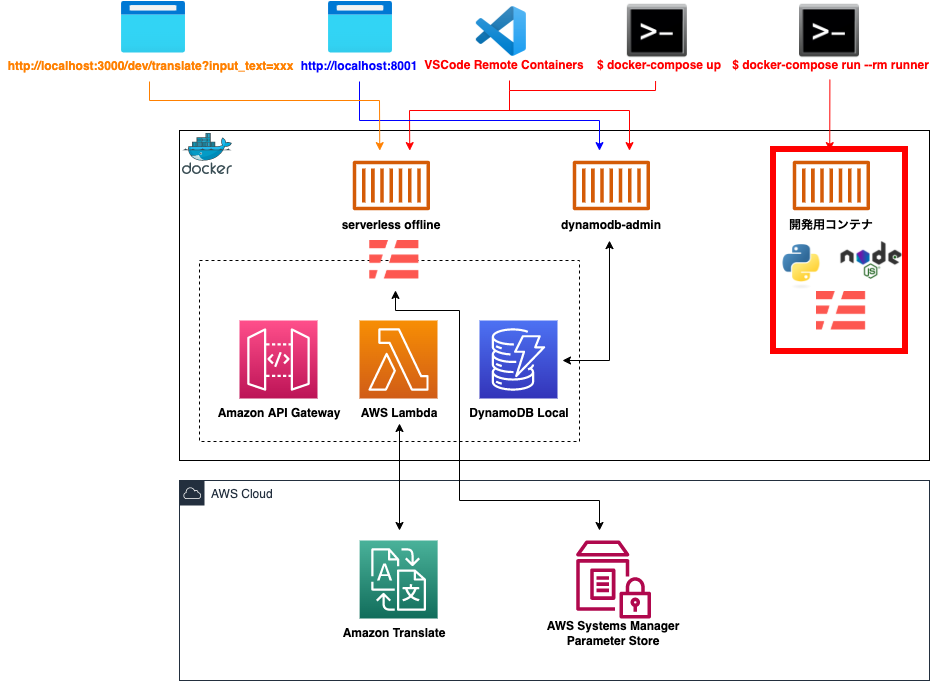 http://localhost:3000/dev/translate?input_text=xxx
http://localhost:8001
VSCode Remote Containers
$ docker-compose up
$ docker-compose run --rm runner
docker
serverless offline
dynamodb-admin
開発用コンテナ
node
JS
Amazon API Gateway
AWS Lambda
DynamoDB Local
AWS Cloud
A
文
Amazon Translate
AWS Systems Manager
Parameter Store